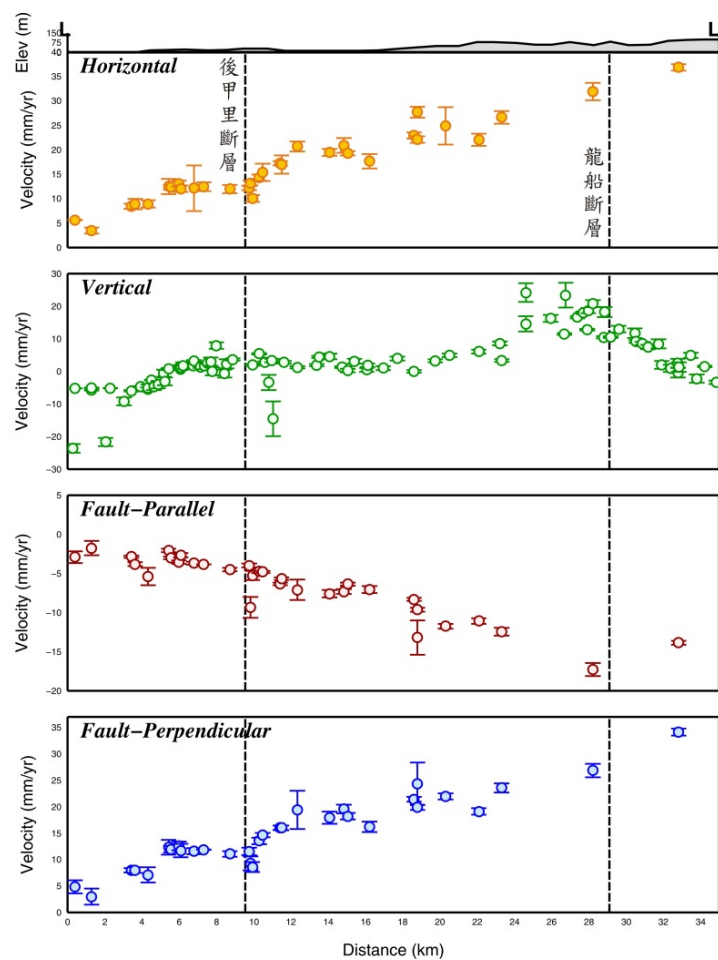 L
L'
Elev (m)
150
75
40
Horizontal
後甲里斷層
龍船斷層
Velocity (mm/yr)
35
30
25
20
15
10
5
0
Vertical
Velocity (mm/yr)
30
20
10
0
−10
−20
−30
Fault−Parallel
Velocity (mm/yr)
5
0
−5
−10
−15
−20
Fault−Perpendicular
Velocity (mm/yr)
35
30
25
20
15
10
5
0
0 2 4 6 8 10 12 14 16 18 20 22 24 26 28 30 32 34
Distance (km)